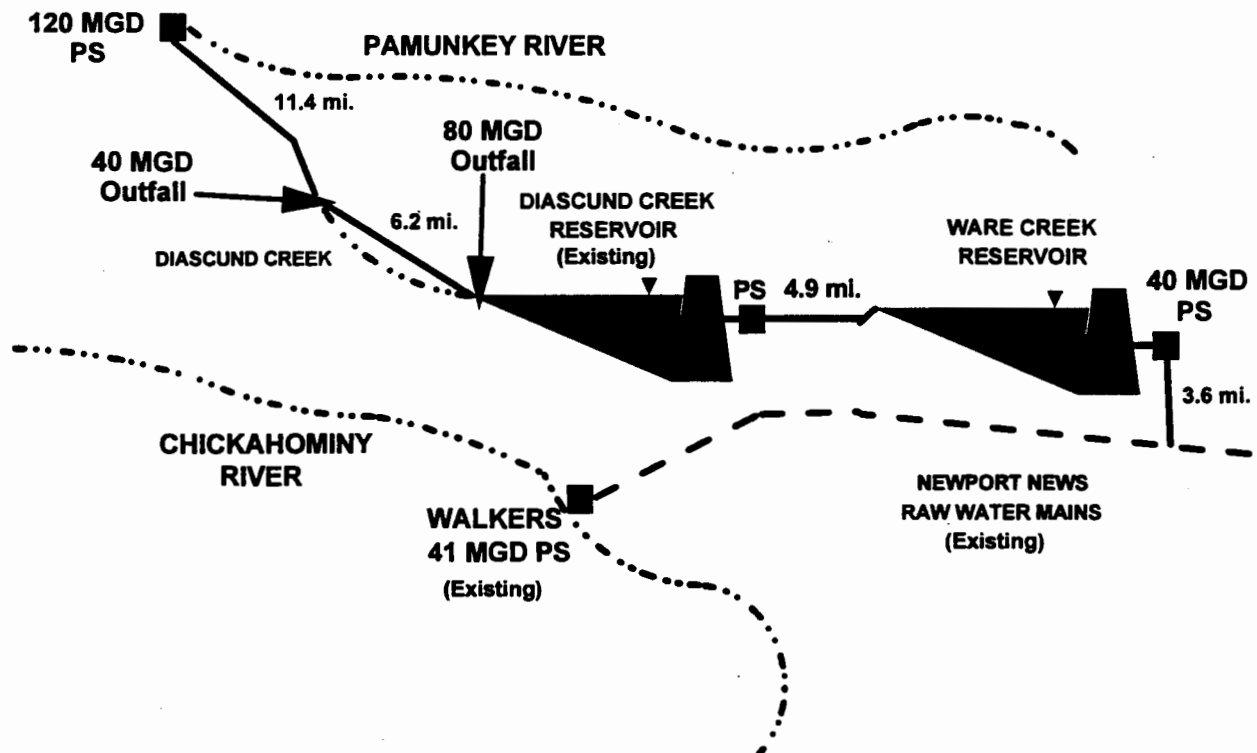 120 MGD
PS
PAMUNKEY RIVER
11.4 mi.
80 MGD
Outfall
40 MGD
Outfall
6.2 mi.
DIASCUND CREEK
RESERVOIR
(Existing)
DIASCUND CREEK
WARE CREEK
RESERVOIR
PS
4.9 mi.
40 MGD
PS
3.6 mi.
CHICKAHOMINY
RIVER
WALKERS
41 MGD PS
(Existing)
NEWPORT NEWS
RAW WATER MAINS
(Existing)